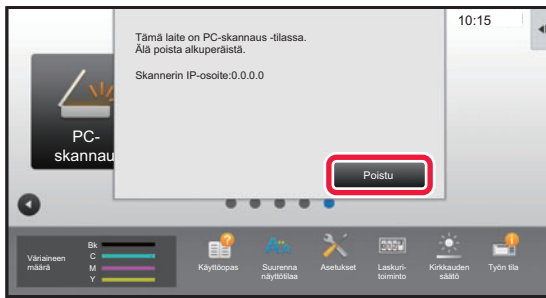 10:15
Tämä laite on PC-skannaus -tilassa.
Älä poista alkuperäistä.
Skannerin IP-osoite:0.0.0.0
PC-
skannau
Poistu
Väriaineen
määrä
Bk
C
M
Y
Käyttöopas
Suurenna
näyttötilaa
Asetukset
Laskuri-
toiminto
Kirkkauden
säätö
Työn tila